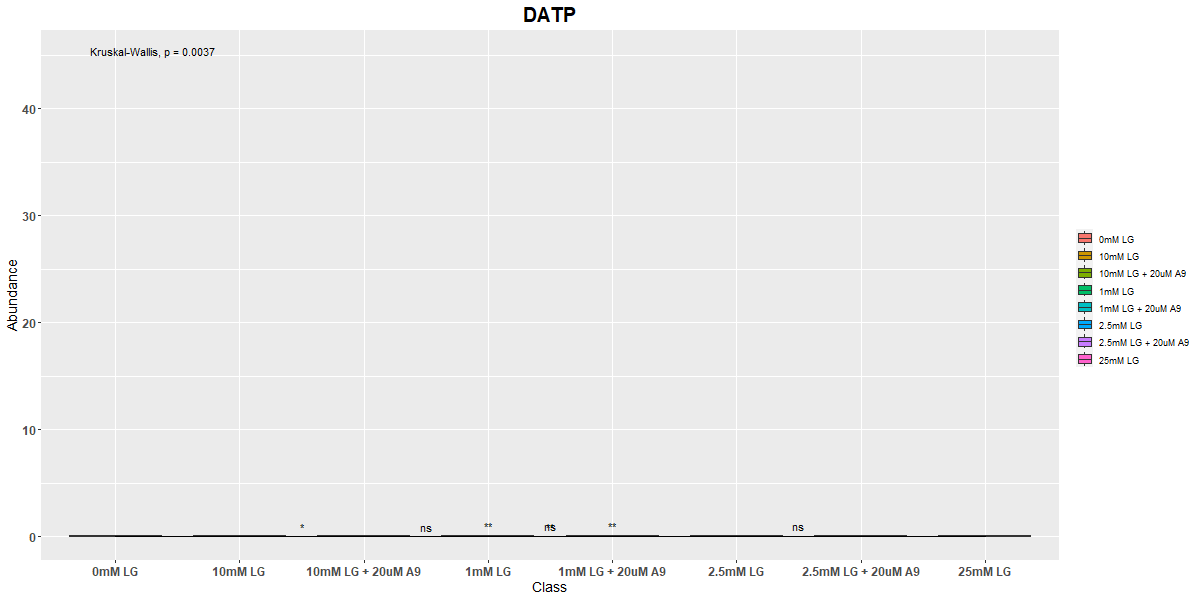 DATP
Kruskal-Wallis, p = 0.0037
Abundance
40
30
20
10
0
*
ns
**
ns
**
ns
0mM LG
10mM LG
10mM LG + 20uM A9
1mM LG
1mM LG + 20uM A9
2.5mM LG
2.5mM LG + 20uM A9
25mM LG
Class
0mM LG
10mM LG
10mM LG + 20uM A9
1mM LG
1mM LG + 20uM A9
2.5mM LG
2.5mM LG + 20uM A9
25mM LG